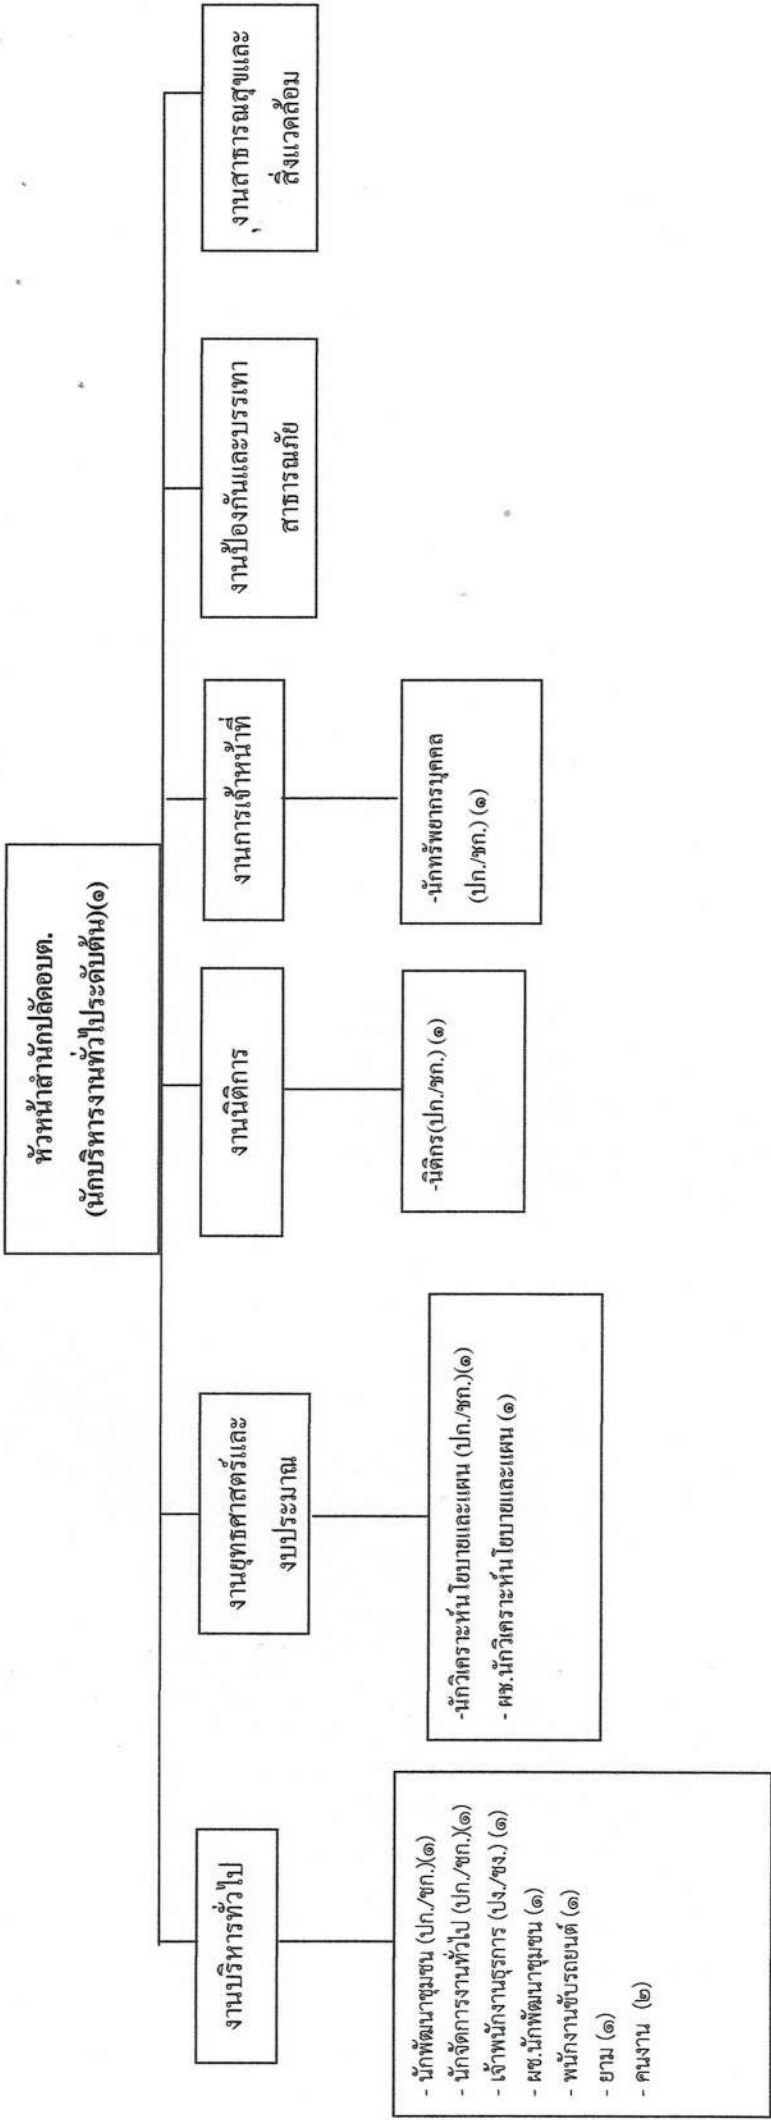 หัวหน้าสำนักปลัดอบต.
(นักบริหารงานทั่วไประดับต้น)(๑)
งานบริหารทั่วไป
- นักพัฒนาชุมชน (ปก./ชก.)(๑)
- นักจัดการงานทั่วไป (ปก./ชก.)(๑)
- เจ้าพนักงานธุรการ (ปง./ชง.) (๑)
- ผช.นักพัฒนาชุมชน (๑)
- พนักงานขับรถยนต์ (๑)
- ยาม (๑)
- คนงาน (๒)
งานยุทธศาสตร์และ
งบประมาณ
-นักวิเคราะห์นโยบายและแผน (ปก./ชก.)(๑)
- ผช.นักวิเคราะห์นโยบายและแผน (๑)
งานนิติการ
-นิติกร(ปก./ชก.) (๑)
งานการเจ้าหน้าที่
-นักทรัพยากรบุคคล
(ปก./ชก.) (๑)
งานป้องกันและบรรเทา
สาธารณภัย
งานสาธารณสุขและ
สิ่งแวดล้อม